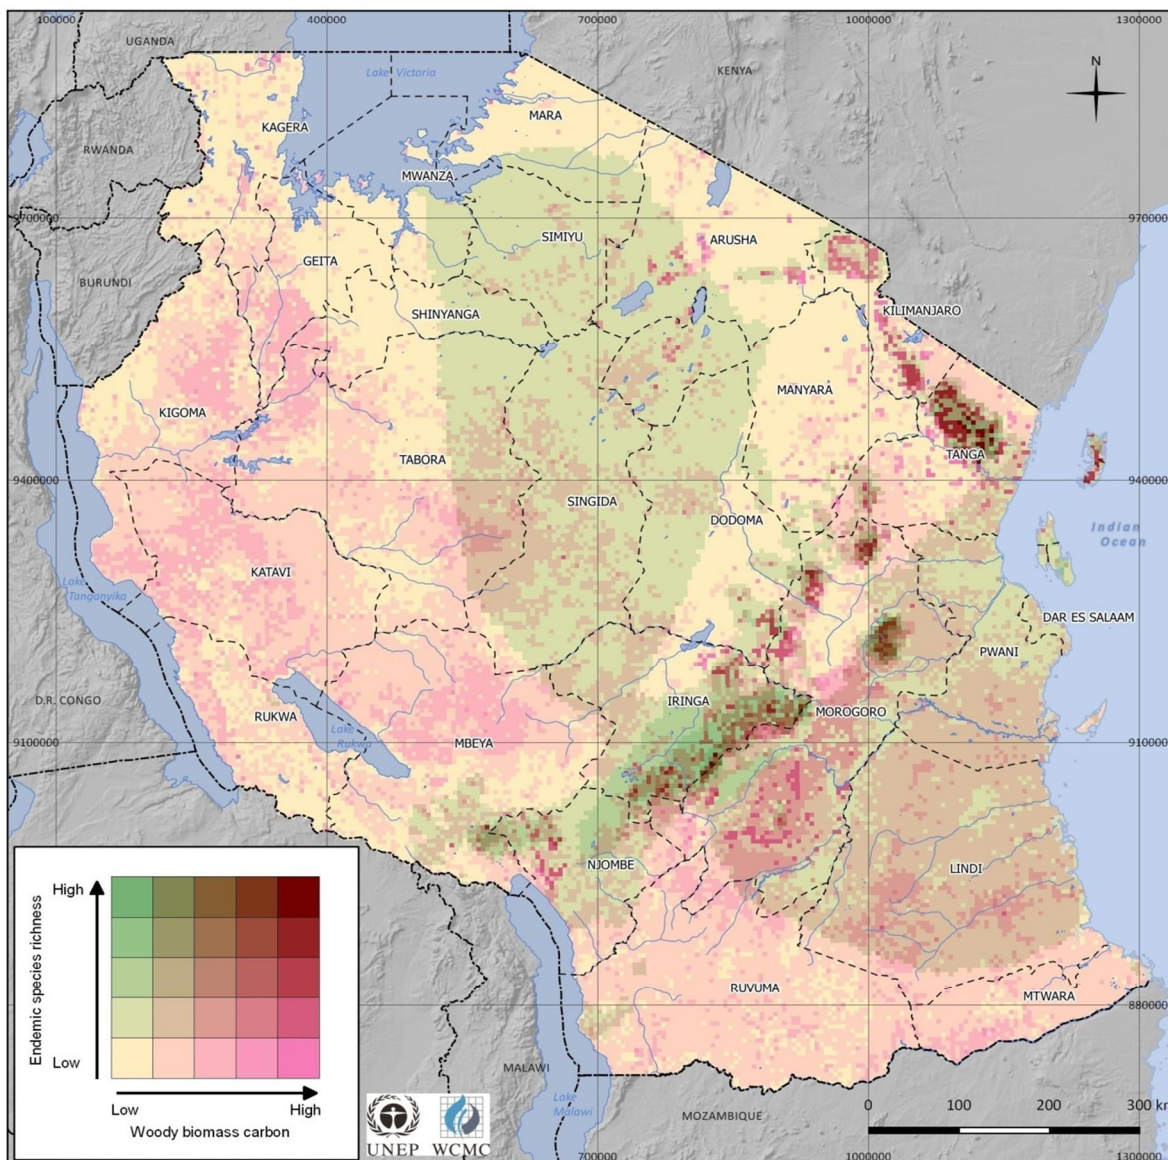 100000 400000 700000 1000000 1300000
UGANDA
Lake Victoria
KENYA
N
MARA
KAGERA
RWANDA
MWANZA
9700000 9700000
SIMIYU
ARUSHA
GEITA
BURUNDI
KILIMANJARO
SHINYANGA
MANYARA
KIGOMA
TANGA
TABORA
9400000 940000
SINGIDA
DODOMA
Indian
Ocean
KATAVI
Lake
Tanganyika
DAR ES SALAAM
PWANI
D.R. CONGO
IRINGA
MOROGORO
RUKWA
Lake
Rukwa
MBEYA
9100000 910000
NJOMBE
LINDI
High
Endemic species richness
Low
Low High
Woody biomass carbon
RUVUMA
MTWARA
880000
MALAWI
Lake
Malawi
MOZAMBIQUE
UNEP WCMC
0 100 200 300 km
700000 1000000 1300000